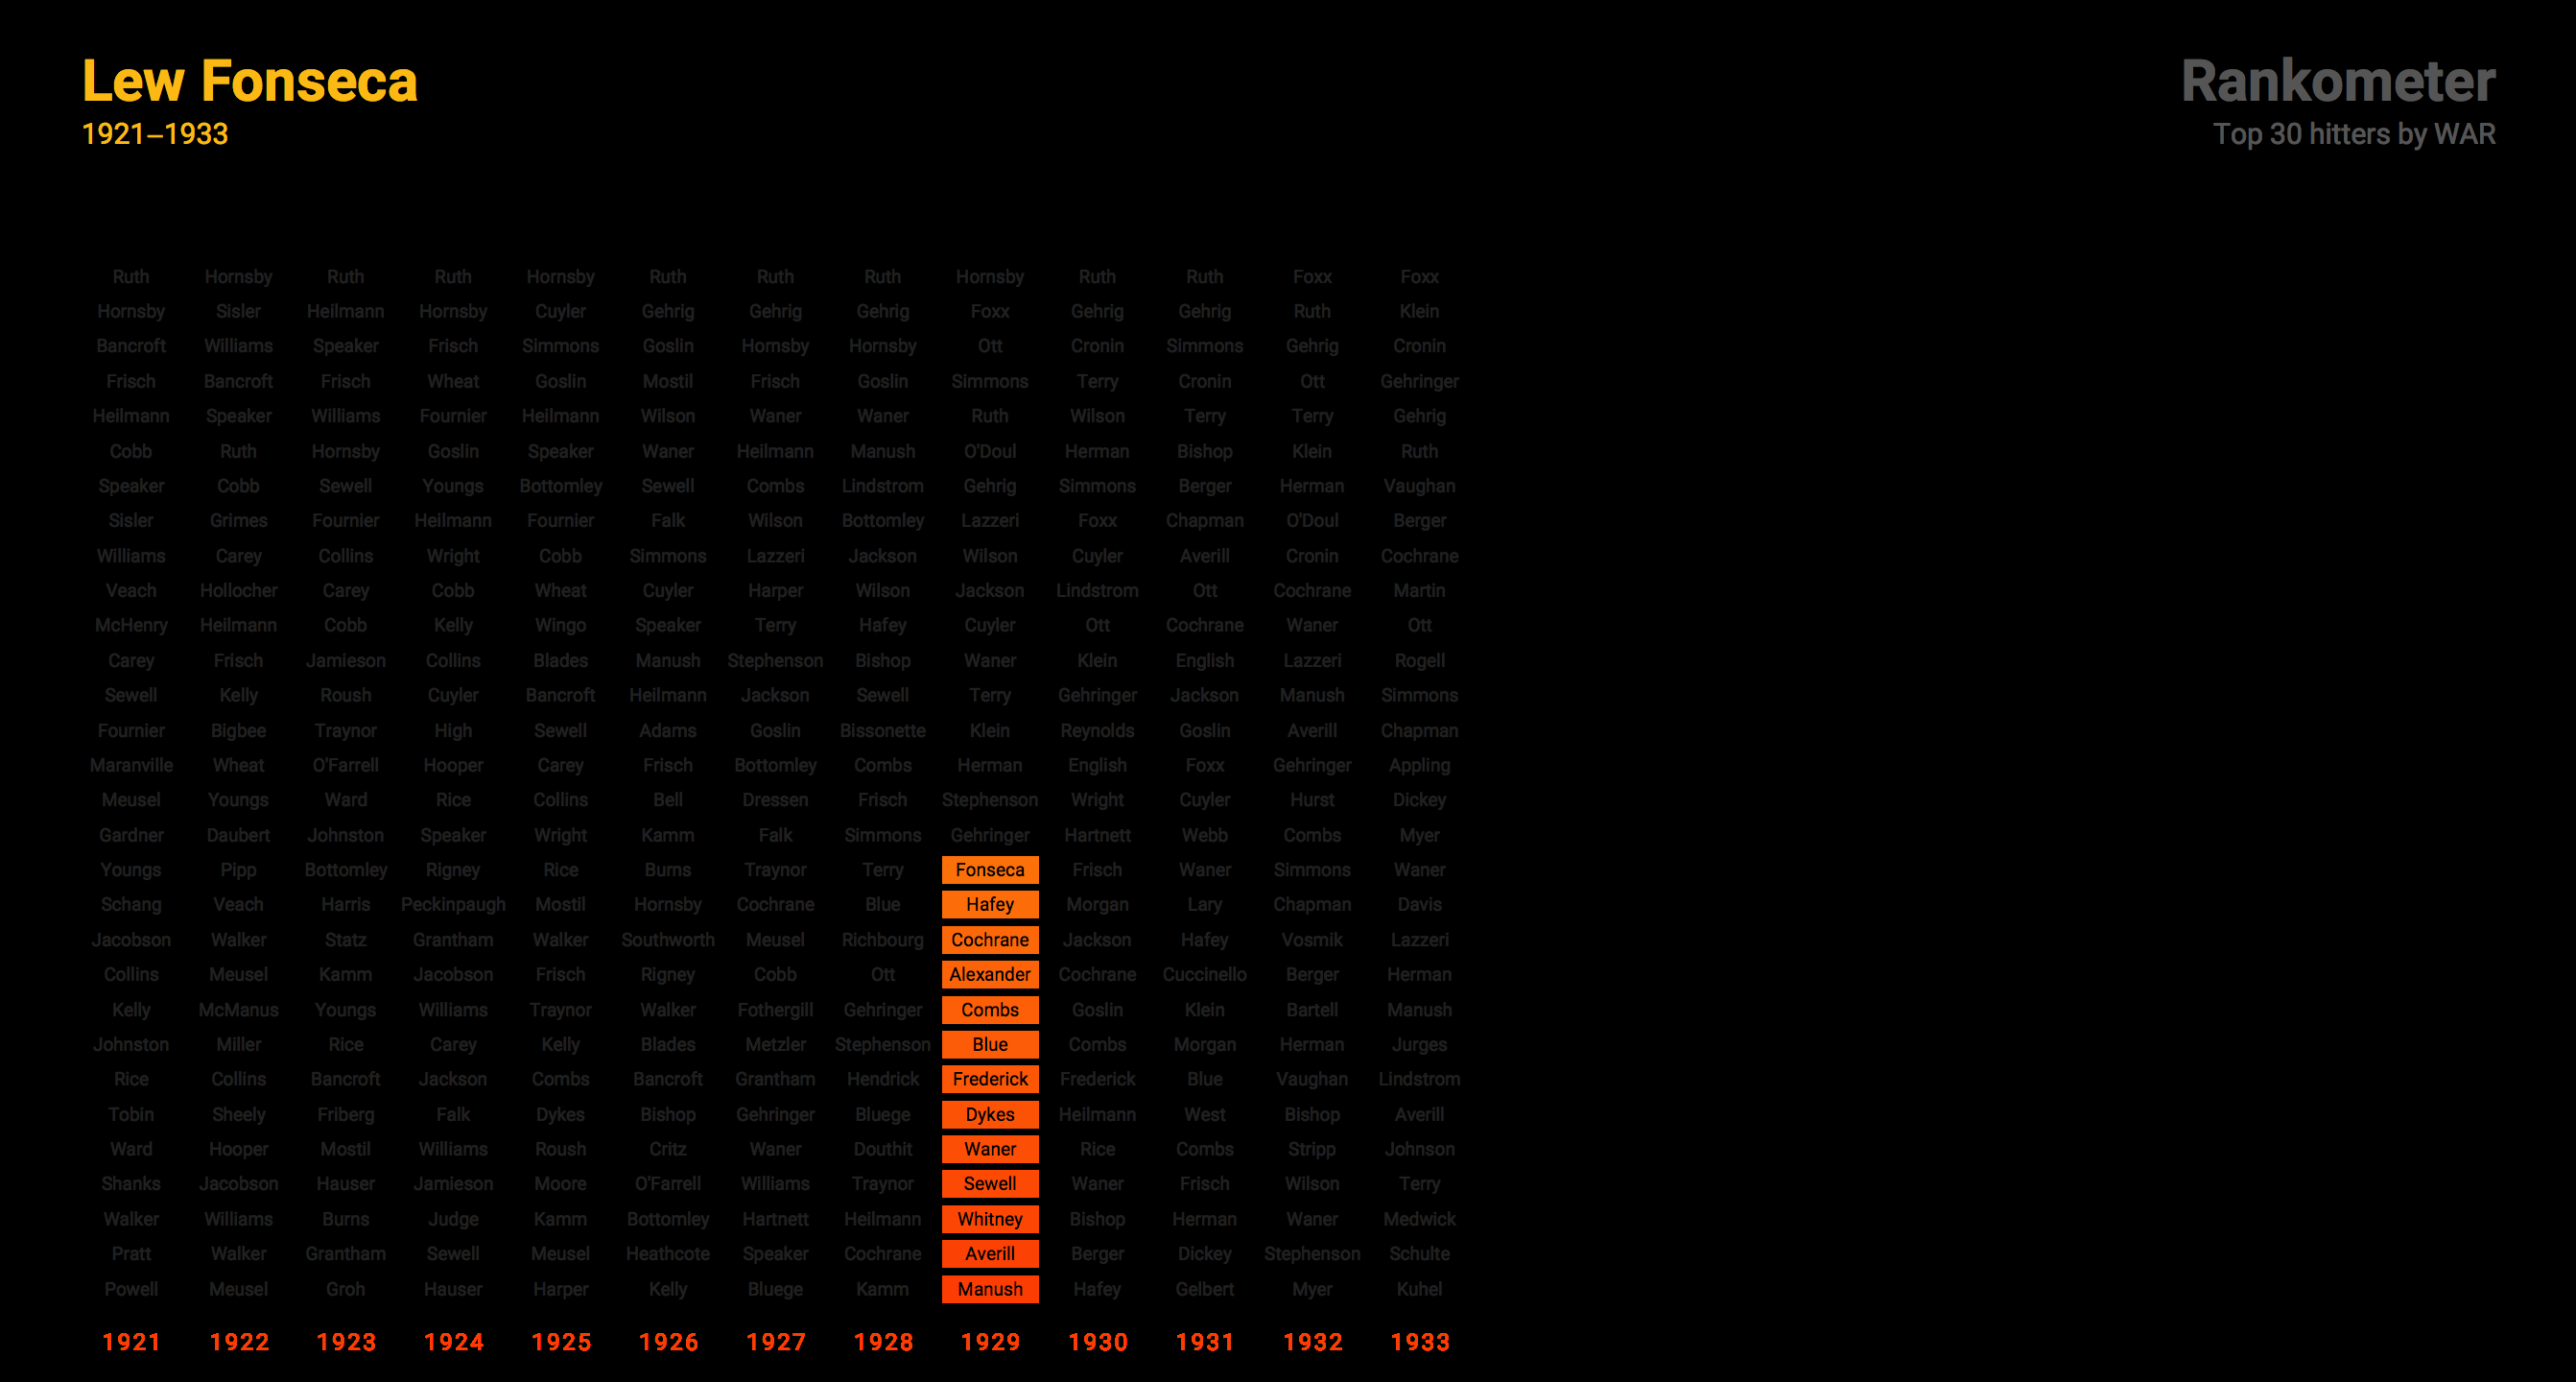 Lew Fonseca
1921–1933
Rankometer
Top 30 hitters by WAR
Ruth Hornsby Ruth Ruth Hornsby Ruth Ruth Ruth Hornsby Ruth Ruth Foxx Foxx
Hornsby Sisler Heilmann Hornsby Cuyler Gehrig Gehrig Gehrig Foxx Gehrig Gehrig Ruth Klein
Bancroft Williams Speaker Frisch Simmons Goslin Hornsby Hornsby Ott Cronin Simmons Gehrig Cronin
Frisch Bancroft Frisch Wheat Goslin Mostil Frisch Goslin Simmons Terry Cronin Ott Gehringer
Heilmann Speaker Williams Fournier Heilmann Wilson Waner Waner Ruth Wilson Terry Terry Gehrig
Cobb Ruth Hornsby Goslin Speaker Waner Heilmann Manush O'Doul Herman Bishop Klein Ruth
Speaker Cobb Sewell Youngs Bottomley Sewell Combs Lindstrom Gehrig Simmons Berger Herman Vaughan
Sisler Grimes Fournier Heilmann Fournier Falk Wilson Bottomley Lazzeri Foxx Chapman O'Doul Berger
Williams Carey Collins Wright Cobb Simmons Lazzeri Jackson Wilson Cuyler Averill Cronin Cochrane
Veach Hollocher Carey Cobb Wheat Cuyler Harper Wilson Jackson Lindstrom Ott Cochrane Martin
McHenry Heilmann Cobb Kelly Wingo Speaker Terry Hafey Cuyler Ott Cochrane Waner Ott
Carey Frisch Jamieson Collins Blades Manush Stephenson Bishop Waner Klein English Lazzeri Rogell
Sewell Kelly Roush Cuyler Bancroft Heilmann Jackson Sewell Terry Gehringer Jackson Manush Simmons
Fournier Bigbee Traynor High Sewell Adams Goslin Bissonette Klein Reynolds Goslin Averill Chapman
Maranville Wheat O'Farrell Hooper Carey Frisch Bottomley Combs Herman English Foxx Gehringer Appling
Meusel Youngs Ward Rice Collins Bell Dressen Frisch Stephenson Wright Cuyler Hurst Dickey
Gardner Daubert Johnston Speaker Wright Kamm Falk Simmons Gehringer Hartnett Webb Combs Myer
Youngs Pipp Bottomley Rigney Rice Burns Traynor Terry Fonseca Frisch Waner Simmons Waner
Schang Veach Harris Peckinpaugh Mostil Hornsby Cochrane Blue Hafey Morgan Lary Chapman Davis
Jacobson Walker Statz Grantham Walker Southworth Meusel Richbourg Cochrane Jackson Hafey Vosmik Lazzeri
Collins Meusel Kamm Jacobson Frisch Rigney Cobb Ott Alexander Cochrane Cuccinello Berger Herman
Kelly McManus Youngs Williams Traynor Walker Fothergill Gehringer Combs Goslin Klein Bartell Manush
Johnston Miller Rice Carey Kelly Blades Metzler Stephenson Blue Combs Morgan Herman Jurges
Rice Collins Bancroft Jackson Combs Bancroft Grantham Hendrick Frederick Frederick Blue Vaughan Lindstrom
Tobin Sheely Friberg Falk Dykes Bishop Gehringer Bluege Dykes Heilmann West Bishop Averill
Ward Hooper Mostil Williams Roush Critz Waner Douthit Waner Rice Combs Stripp Johnson
Shanks Jacobson Hauser Jamieson Moore O'Farrell Williams Traynor Sewell Waner Frisch Wilson Terry
Walker Williams Burns Judge Kamm Bottomley Hartnett Heilmann Whitney Bishop Herman Waner Medwick
Pratt Walker Grantham Sewell Meusel Heathcote Speaker Cochrane Averill Berger Dickey Stephenson Schulte
Powell Meusel Groh Hauser Harper Kelly Bluege Kamm Manush Hafey Gelbert Myer Kuhel
1921 1922 1923 1924 1925 1926 1927 1928 1929 1930 1931 1932 1933